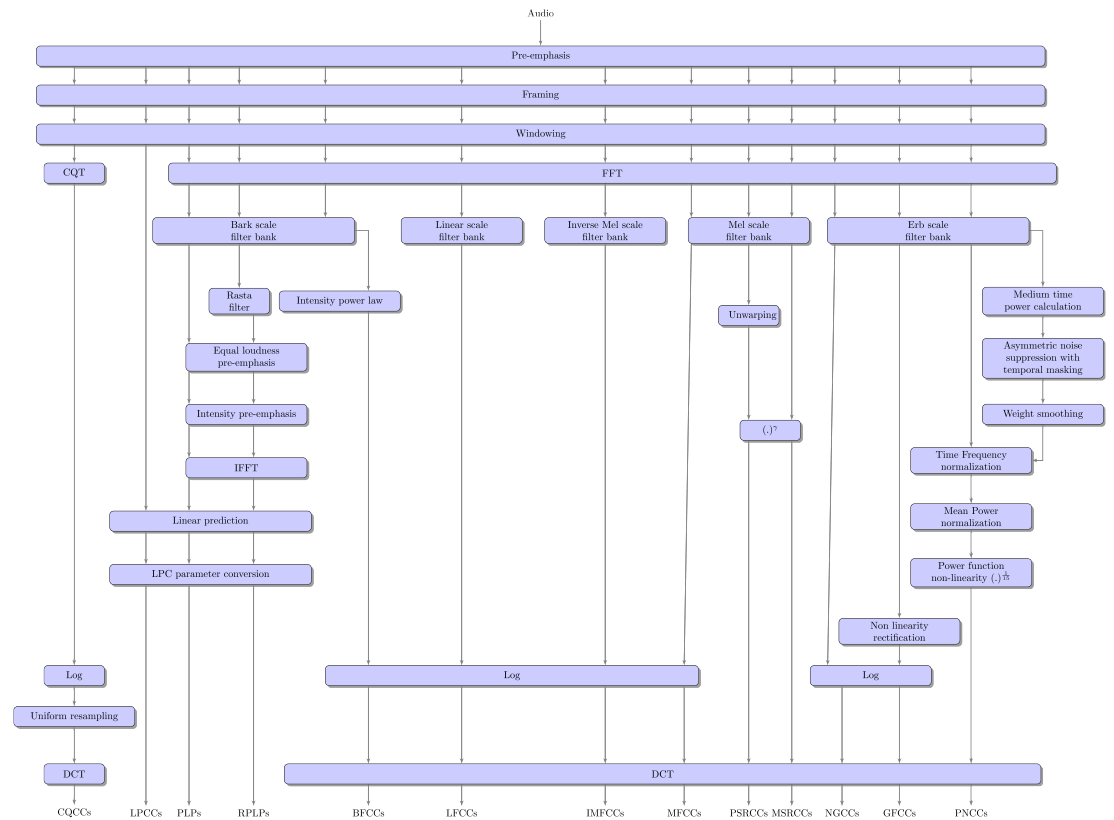 Audio
Pre-emphasis
Framing
Windowing
CQT
FFT
Bark scale
filter bank
Linear scale
filter bank
Inverse Mel scale
filter bank
Mel scale
filter bank
Erb scale
filter bank
Rasta
filter
Intensity power law
Medium time
power calculation
Unwarping
Equal loudness
pre-emphasis
Asymmetric noise
suppression with
temporal masking
Intensity pre-emphasis
Weight smoothing
(.)^γ
IFFT
Time Frequency
normalization
Linear prediction
Mean Power
normalization
LPC parameter conversion
Power function
non-linearity (.)^{1/15}
Non linearity
rectification
Log
Log
Log
Uniform resampling
DCT
DCT
CQCCs
LPCCs
PLPs
RPLPs
BFCCs
LFCCs
IMFCCs
MFCCs
PSRCCs
MSRCCs
NGCCs
GFCCs
PNCCs